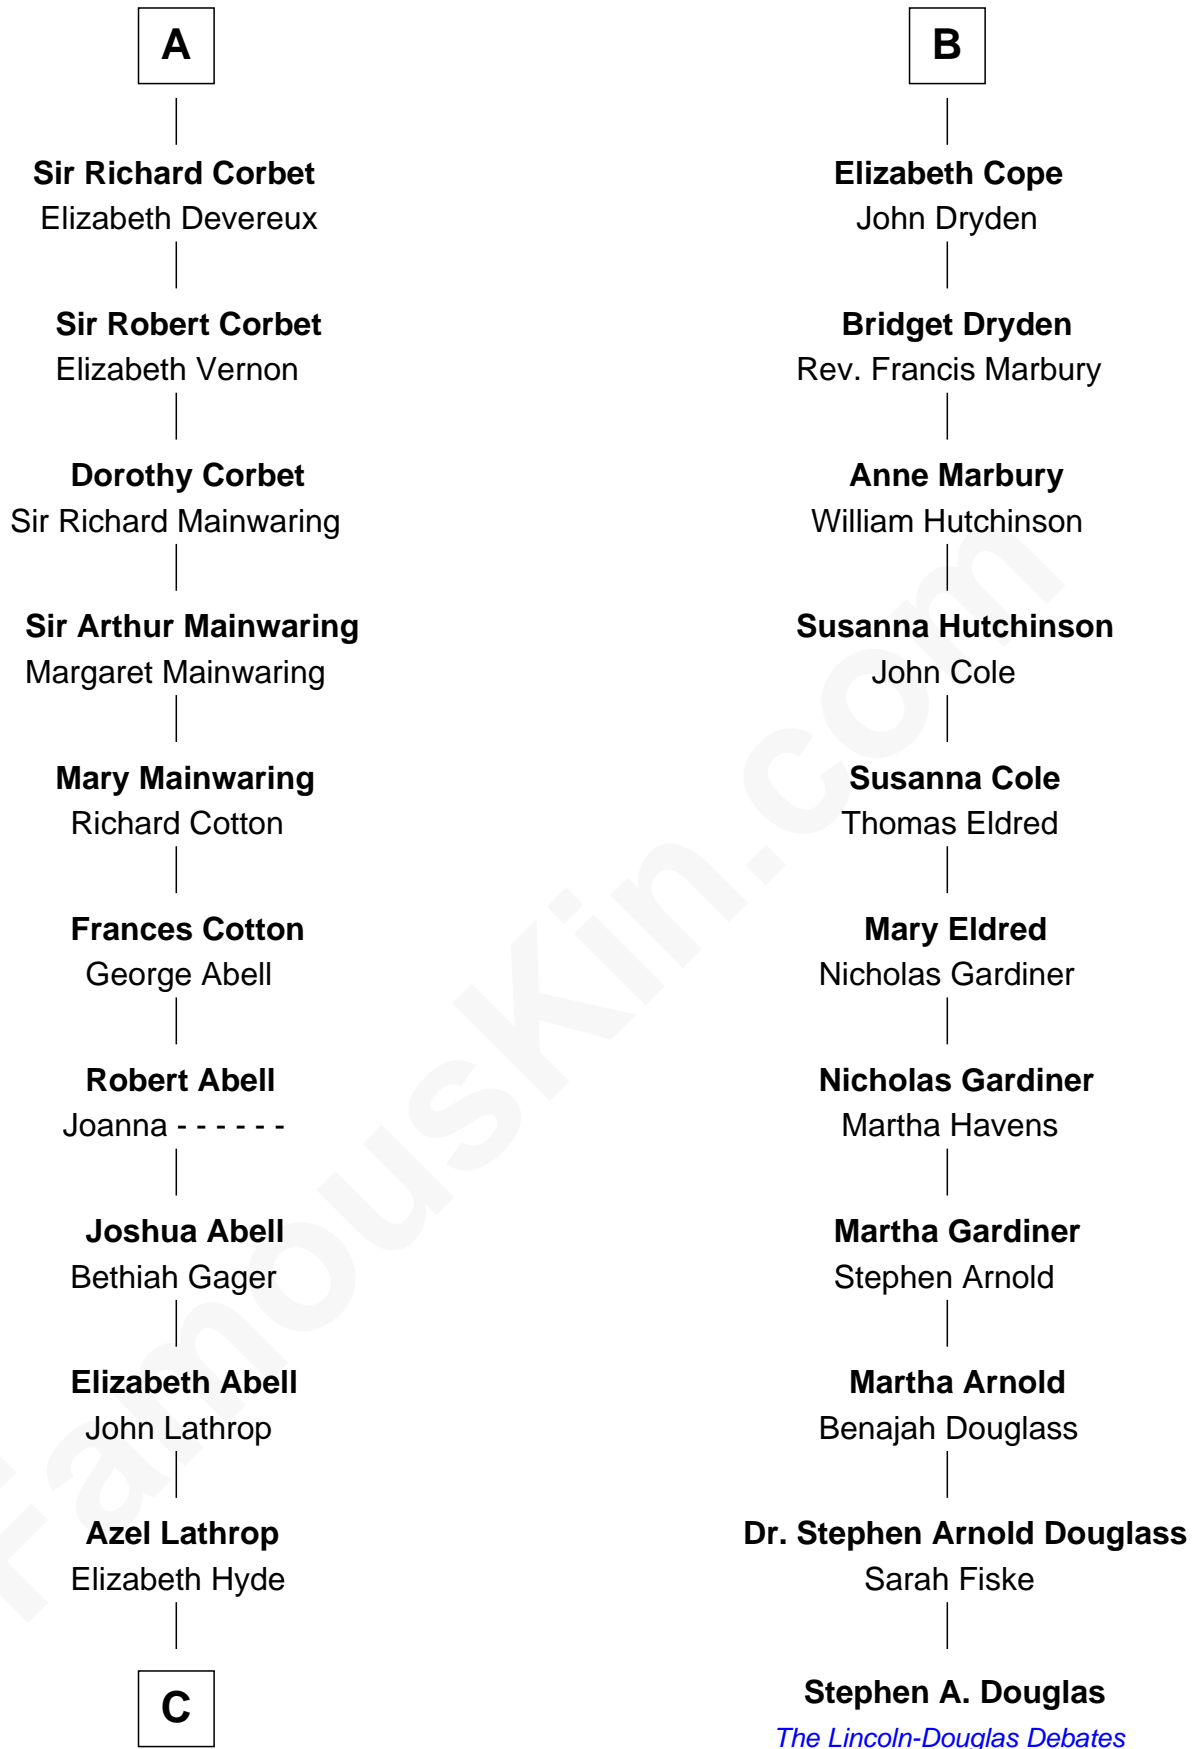 A
Sir Richard Corbet
Elizabeth Devereux
Sir Robert Corbet
Elizabeth Vernon
Dorothy Corbet
Sir Richard Mainwaring
Sir Arthur Mainwaring
Margaret Mainwaring
Mary Mainwaring
Richard Cotton
Frances Cotton
George Abell
Robert Abell
Joanna - - - - - -
Joshua Abell
Bethiah Gager
Elizabeth Abell
John Lathrop
Azel Lathrop
Elizabeth Hyde
C
B
Elizabeth Cope
John Dryden
Bridget Dryden
Rev. Francis Marbury
Anne Marbury
William Hutchinson
Susanna Hutchinson
John Cole
Susanna Cole
Thomas Eldred
Mary Eldred
Nicholas Gardiner
Nicholas Gardiner
Martha Havens
Martha Gardiner
Stephen Arnold
Martha Arnold
Benajah Douglass
Dr. Stephen Arnold Douglass
Sarah Fiske
Stephen A. Douglas
The Lincoln-Douglas Debates
FamousKin.com